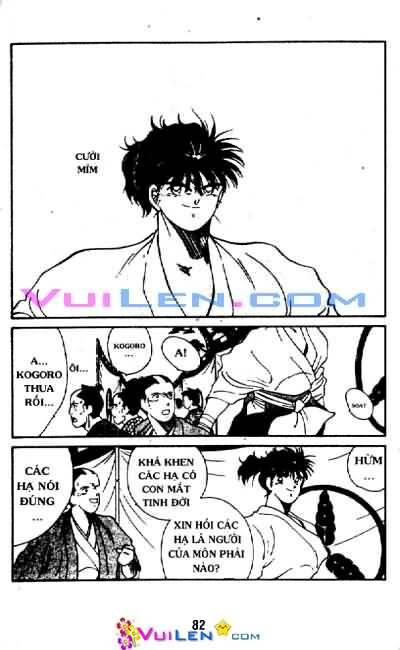 CƯỜI
MỈM
VUILEN.COM
A...
KOGORO
THUA
RỒI...
ÔI...
KOGORO
...
A!
SOẠT
CÁC
HẠ NÓI
ĐÚNG
...
KHÁ KHEN
CÁC HẠ CÓ
CON MẮT
TINH ĐỜI
XIN HỎI CÁC
HẠ LÀ NGƯỜI
CỦA MÔN PHÁI
NÀO?
HỪM
...
82
VUILEN.COM